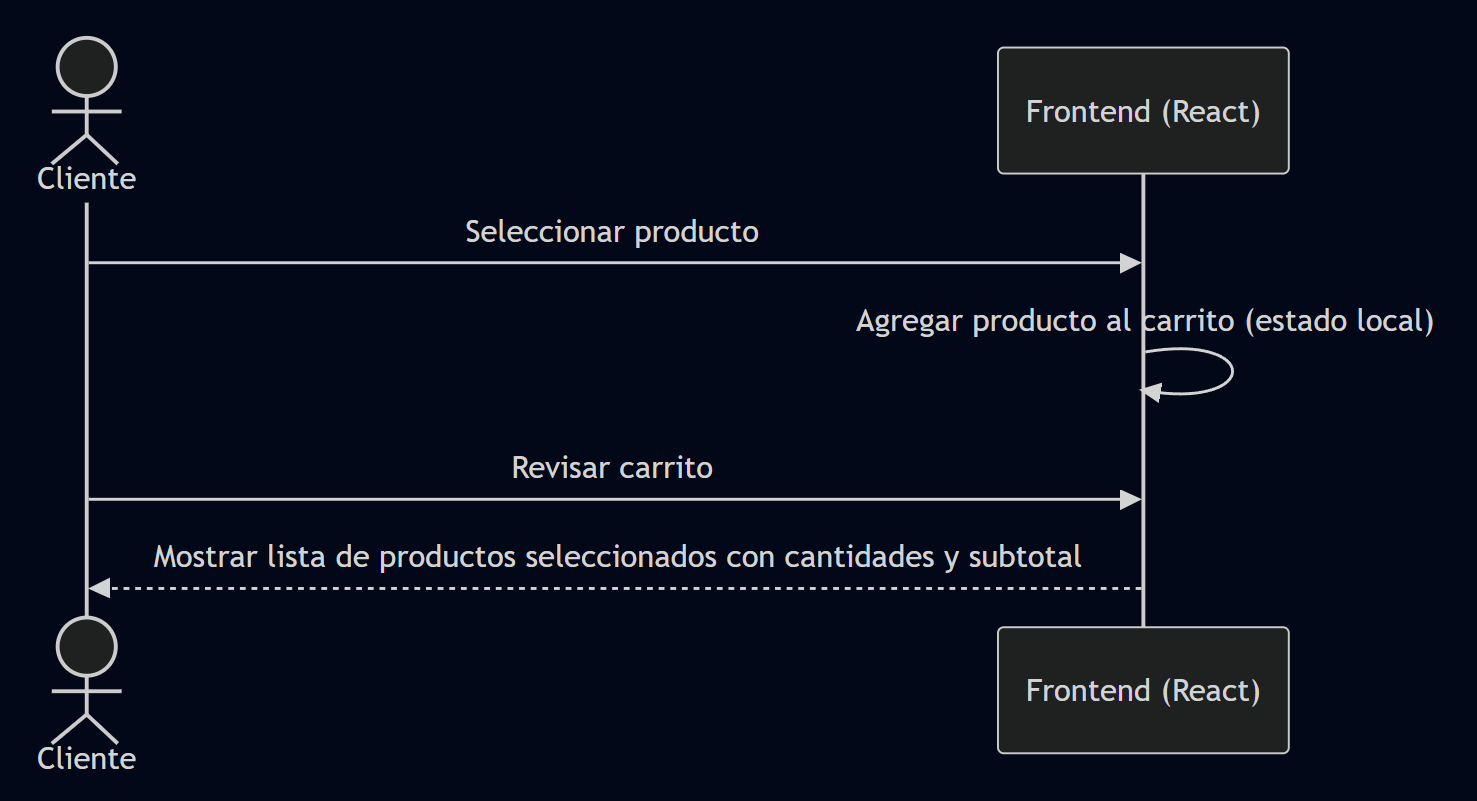 Frontend (React)
Cliente
Seleccionar producto
Agregar producto al carrito (estado local)
Revisar carrito
Mostrar lista de productos seleccionados con cantidades y subtotal
Frontend (React)
Cliente